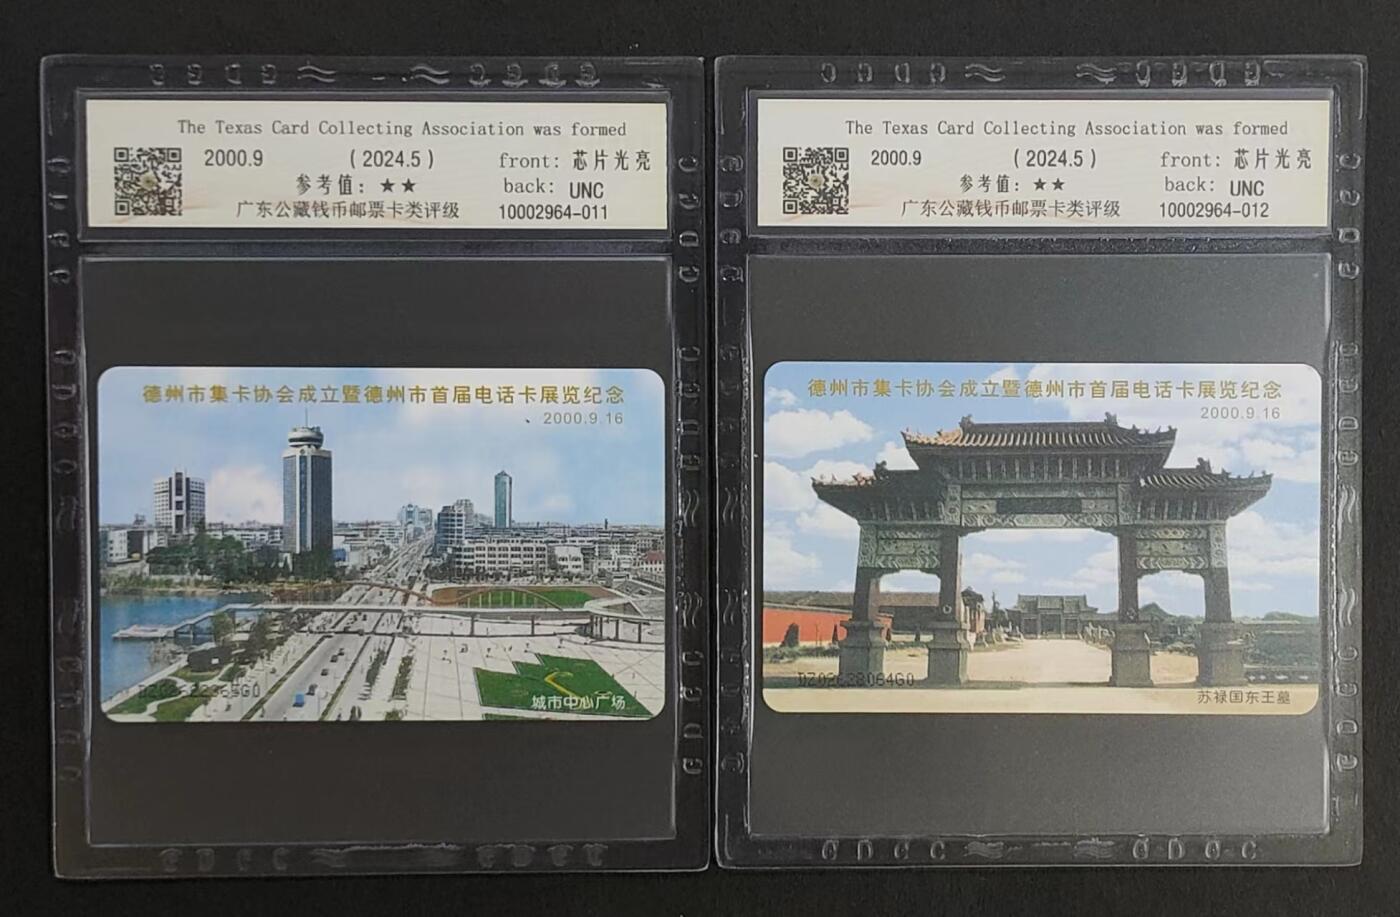 The Texas Card Collecting Association was formed
2000.9 (2024.5) front: 芯片光亮
参考值：★★ back: UNC
广东公藏钱币邮票卡类评级 10002964-011
德州市集卡协会成立暨德州市首届电话卡展览纪念
2000.9.16
城市中心广场
The Texas Card Collecting Association was formed
2000.9 (2024.5) front: 芯片光亮
参考值：★★ back: UNC
广东公藏钱币邮票卡类评级 10002964-012
德州市集卡协会成立暨德州市首届电话卡展览纪念
2000.9.16
DZ02628064G0
苏禄国东王墓